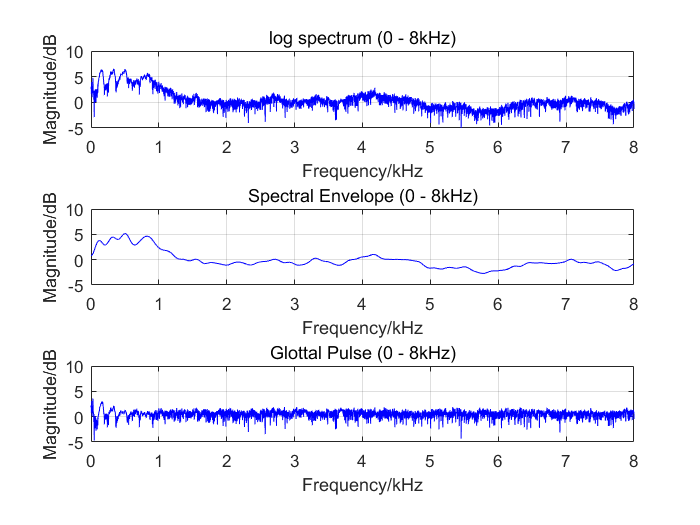 log spectrum (0 - 8kHz)
10
5
0
-5
Magnitude/dB
0 1 2 3 4 5 6 7 8
Frequency/kHz
Spectral Envelope (0 - 8kHz)
10
5
0
-5
Magnitude/dB
0 1 2 3 4 5 6 7 8
Frequency/kHz
Glottal Pulse (0 - 8kHz)
10
5
0
-5
Magnitude/dB
0 1 2 3 4 5 6 7 8
Frequency/kHz